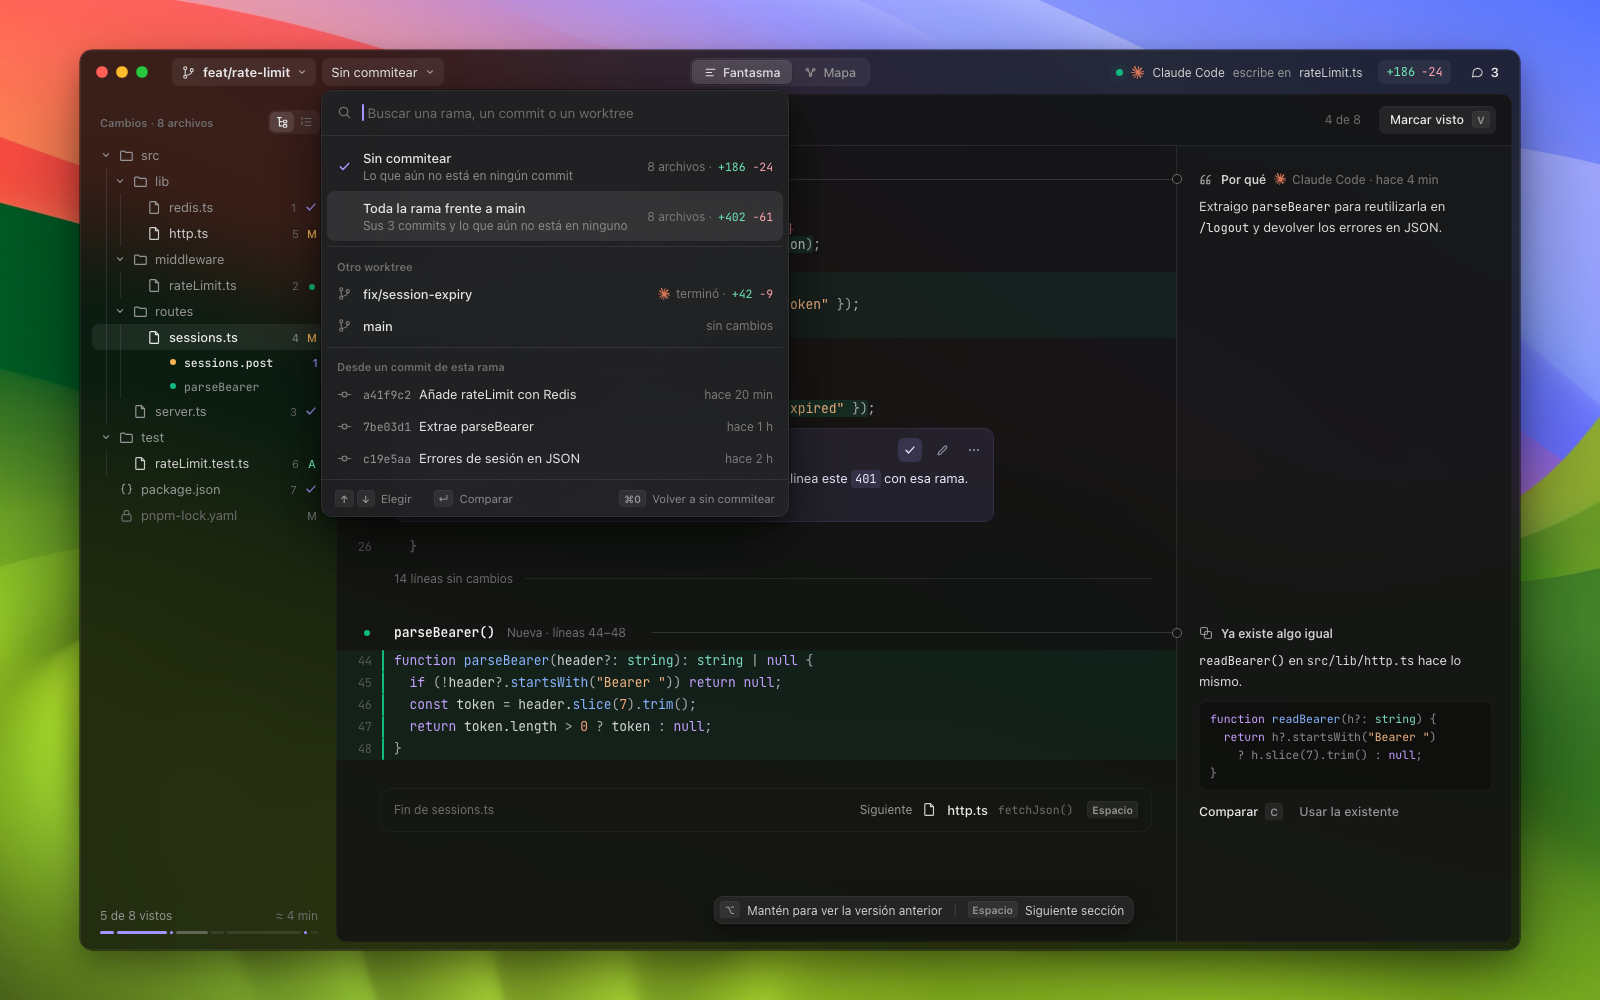 feat/rate-limit
Sin commitear
Fantasma
Mapa
Claude Code escribe en rateLimit.ts
+186 -24
3
Cambios · 8 archivos
src
lib
redis.ts 1
http.ts 5 M
middleware
rateLimit.ts 2
routes
sessions.ts 4 M
sessions.post 1
parseBearer
server.ts 3
test
rateLimit.test.ts 6 A
package.json 7
pnpm-lock.yaml M
5 de 8 vistos ≈ 4 min
Buscar una rama, un commit o un worktree
Sin commitear
Lo que aún no está en ningún commit
8 archivos · +186 -24
Toda la rama frente a main
Sus 3 commits y lo que aún no está en ninguno
8 archivos · +402 -61
Otro worktree
fix/session-expiry terminó · +42 -9
main sin cambios
Desde un commit de esta rama
a41f9c2 Añade rateLimit con Redis hace 20 min
7be03d1 Extrae parseBearer hace 1 h
c19e5aa Errores de sesión en JSON hace 2 h
↑ ↓ Elegir ↵ Comparar ⌘0 Volver a sin commitear
4 de 8
Marcar visto V
}
on);
oken" });
xpired" });
linea este 401 con esa rama.
26 }
14 líneas sin cambios
parseBearer() Nueva · líneas 44–48
44 function parseBearer(header?: string): string | null {
45 if (!header?.startsWith("Bearer ")) return null;
46 const token = header.slice(7).trim();
47 return token.length > 0 ? token : null;
48 }
Fin de sessions.ts
Siguiente http.ts fetchJson() Espacio
⌥ Mantén para ver la versión anterior Espacio Siguiente sección
Por qué Claude Code · hace 4 min
Extraigo parseBearer para reutilizarla en
/logout y devolver los errores en JSON.
Ya existe algo igual
readBearer() en src/lib/http.ts hace lo
mismo.
function readBearer(h?: string) {
return h?.startsWith("Bearer ")
? h.slice(7).trim() : null;
}
Comparar C Usar la existente